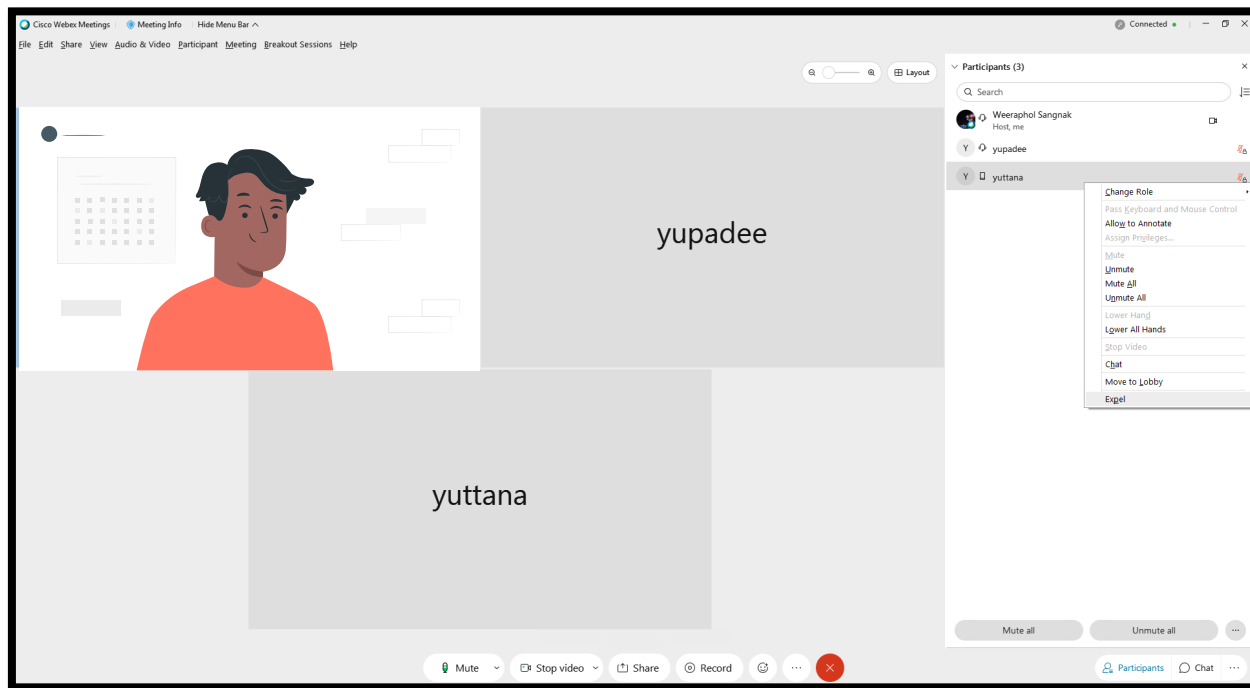 Cisco Webex Meetings Meeting Info Hide Menu Bar Connected
File Edit Share View Audio & Video Participant Meeting Breakout Sessions Help
Layout
Participants (3)
Search
Weeraphol Sangnak
Host, me
Y yupadee
Y yuttana
Change Role
Pass Keyboard and Mouse Control
Allow to Annotate
Assign Privileges...
Mute
Unmute
Mute All
Unmute All
Lower Hand
Lower All Hands
Stop Video
Chat
Move to Lobby
Expel
yupadee
yuttana
Mute all Unmute all ...
Mute Stop video Share Record ...
Participants Chat ...